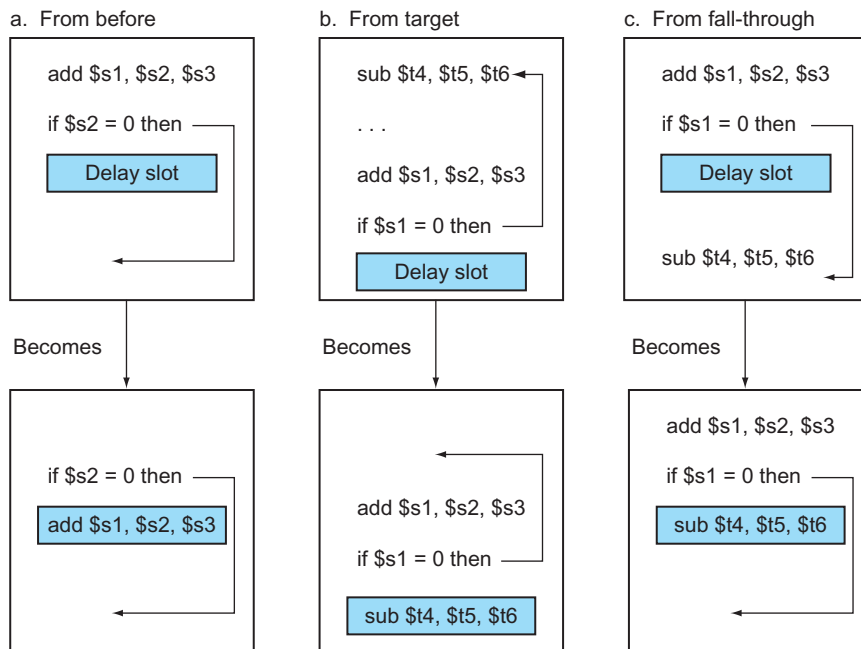 a. From before
add $s1, $s2, $s3
if $s2 = 0 then
Delay slot
Becomes
if $s2 = 0 then
add $s1, $s2, $s3
b. From target
sub $t4, $t5, $t6
. . .
add $s1, $s2, $s3
if $s1 = 0 then
Delay slot
Becomes
add $s1, $s2, $s3
if $s1 = 0 then
sub $t4, $t5, $t6
c. From fall-through
add $s1, $s2, $s3
if $s1 = 0 then
Delay slot
sub $t4, $t5, $t6
Becomes
add $s1, $s2, $s3
if $s1 = 0 then
sub $t4, $t5, $t6